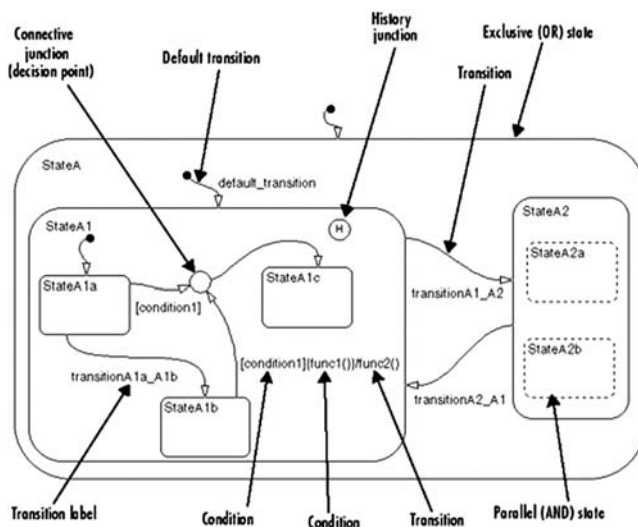 Connective
junction
(decision point)
Default transition
History
junction
Exclusive (OR) state
Transition
StateA
default_transition
StateA1
H
StateA2
StateA1a
StateA1c
StateA2a
[condition1]
transitionA1_A2
StateA2b
[condition1]{func1()}/func2()
transitionA1a_A1b
transitionA2_A1
StateA1b
Transition label
Condition
Condition
Transition
Parallel (AND) state